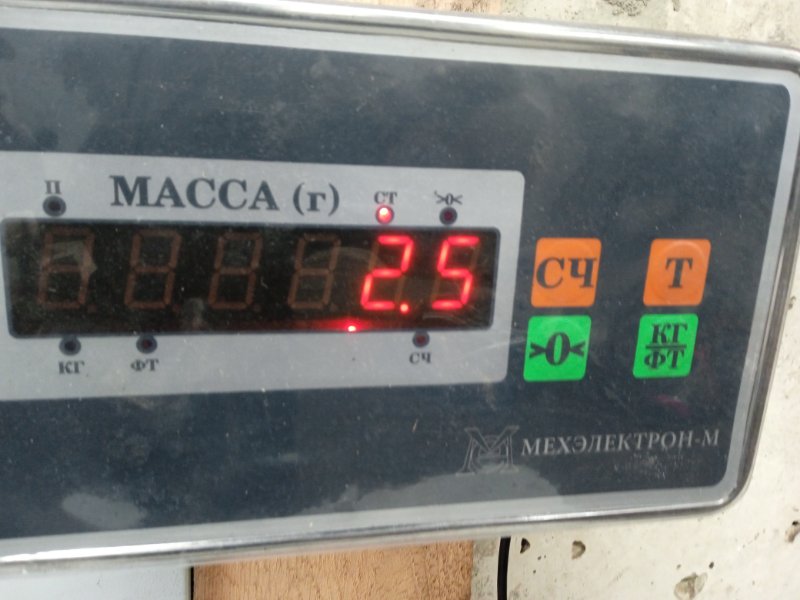 МАССА (г)
П СТ >0<
2.5
КГ ФТ СЧ
СЧ Т
>0< КГ
ФТ
МЕХЭЛЕКТРОН-М